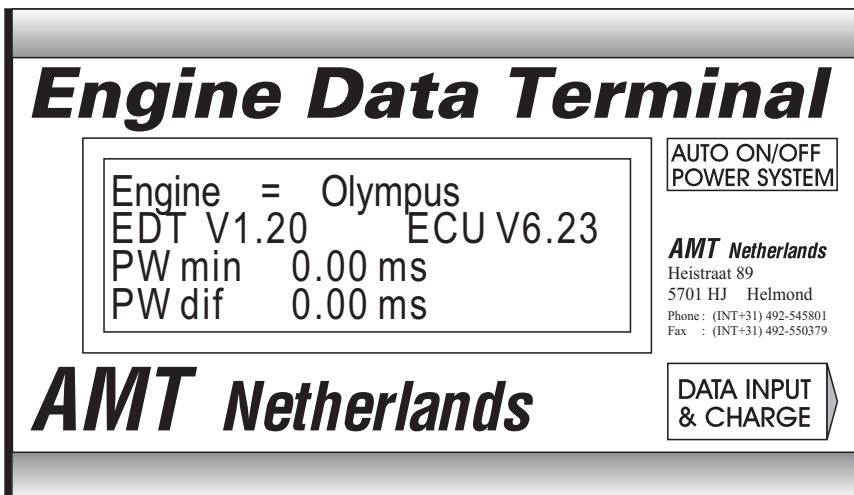 Engine Data Terminal
Engine = Olympus
EDT V1.20 ECU V6.23
PW min 0.00 ms
PW dif 0.00 ms
AUTO ON/OFF
POWER SYSTEM
AMT Netherlands
Heistraat 89
5701 HJ Helmond
Phone : (INT+31) 492-545801
Fax : (INT+31) 492-550379
AMT Netherlands
DATA INPUT
& CHARGE